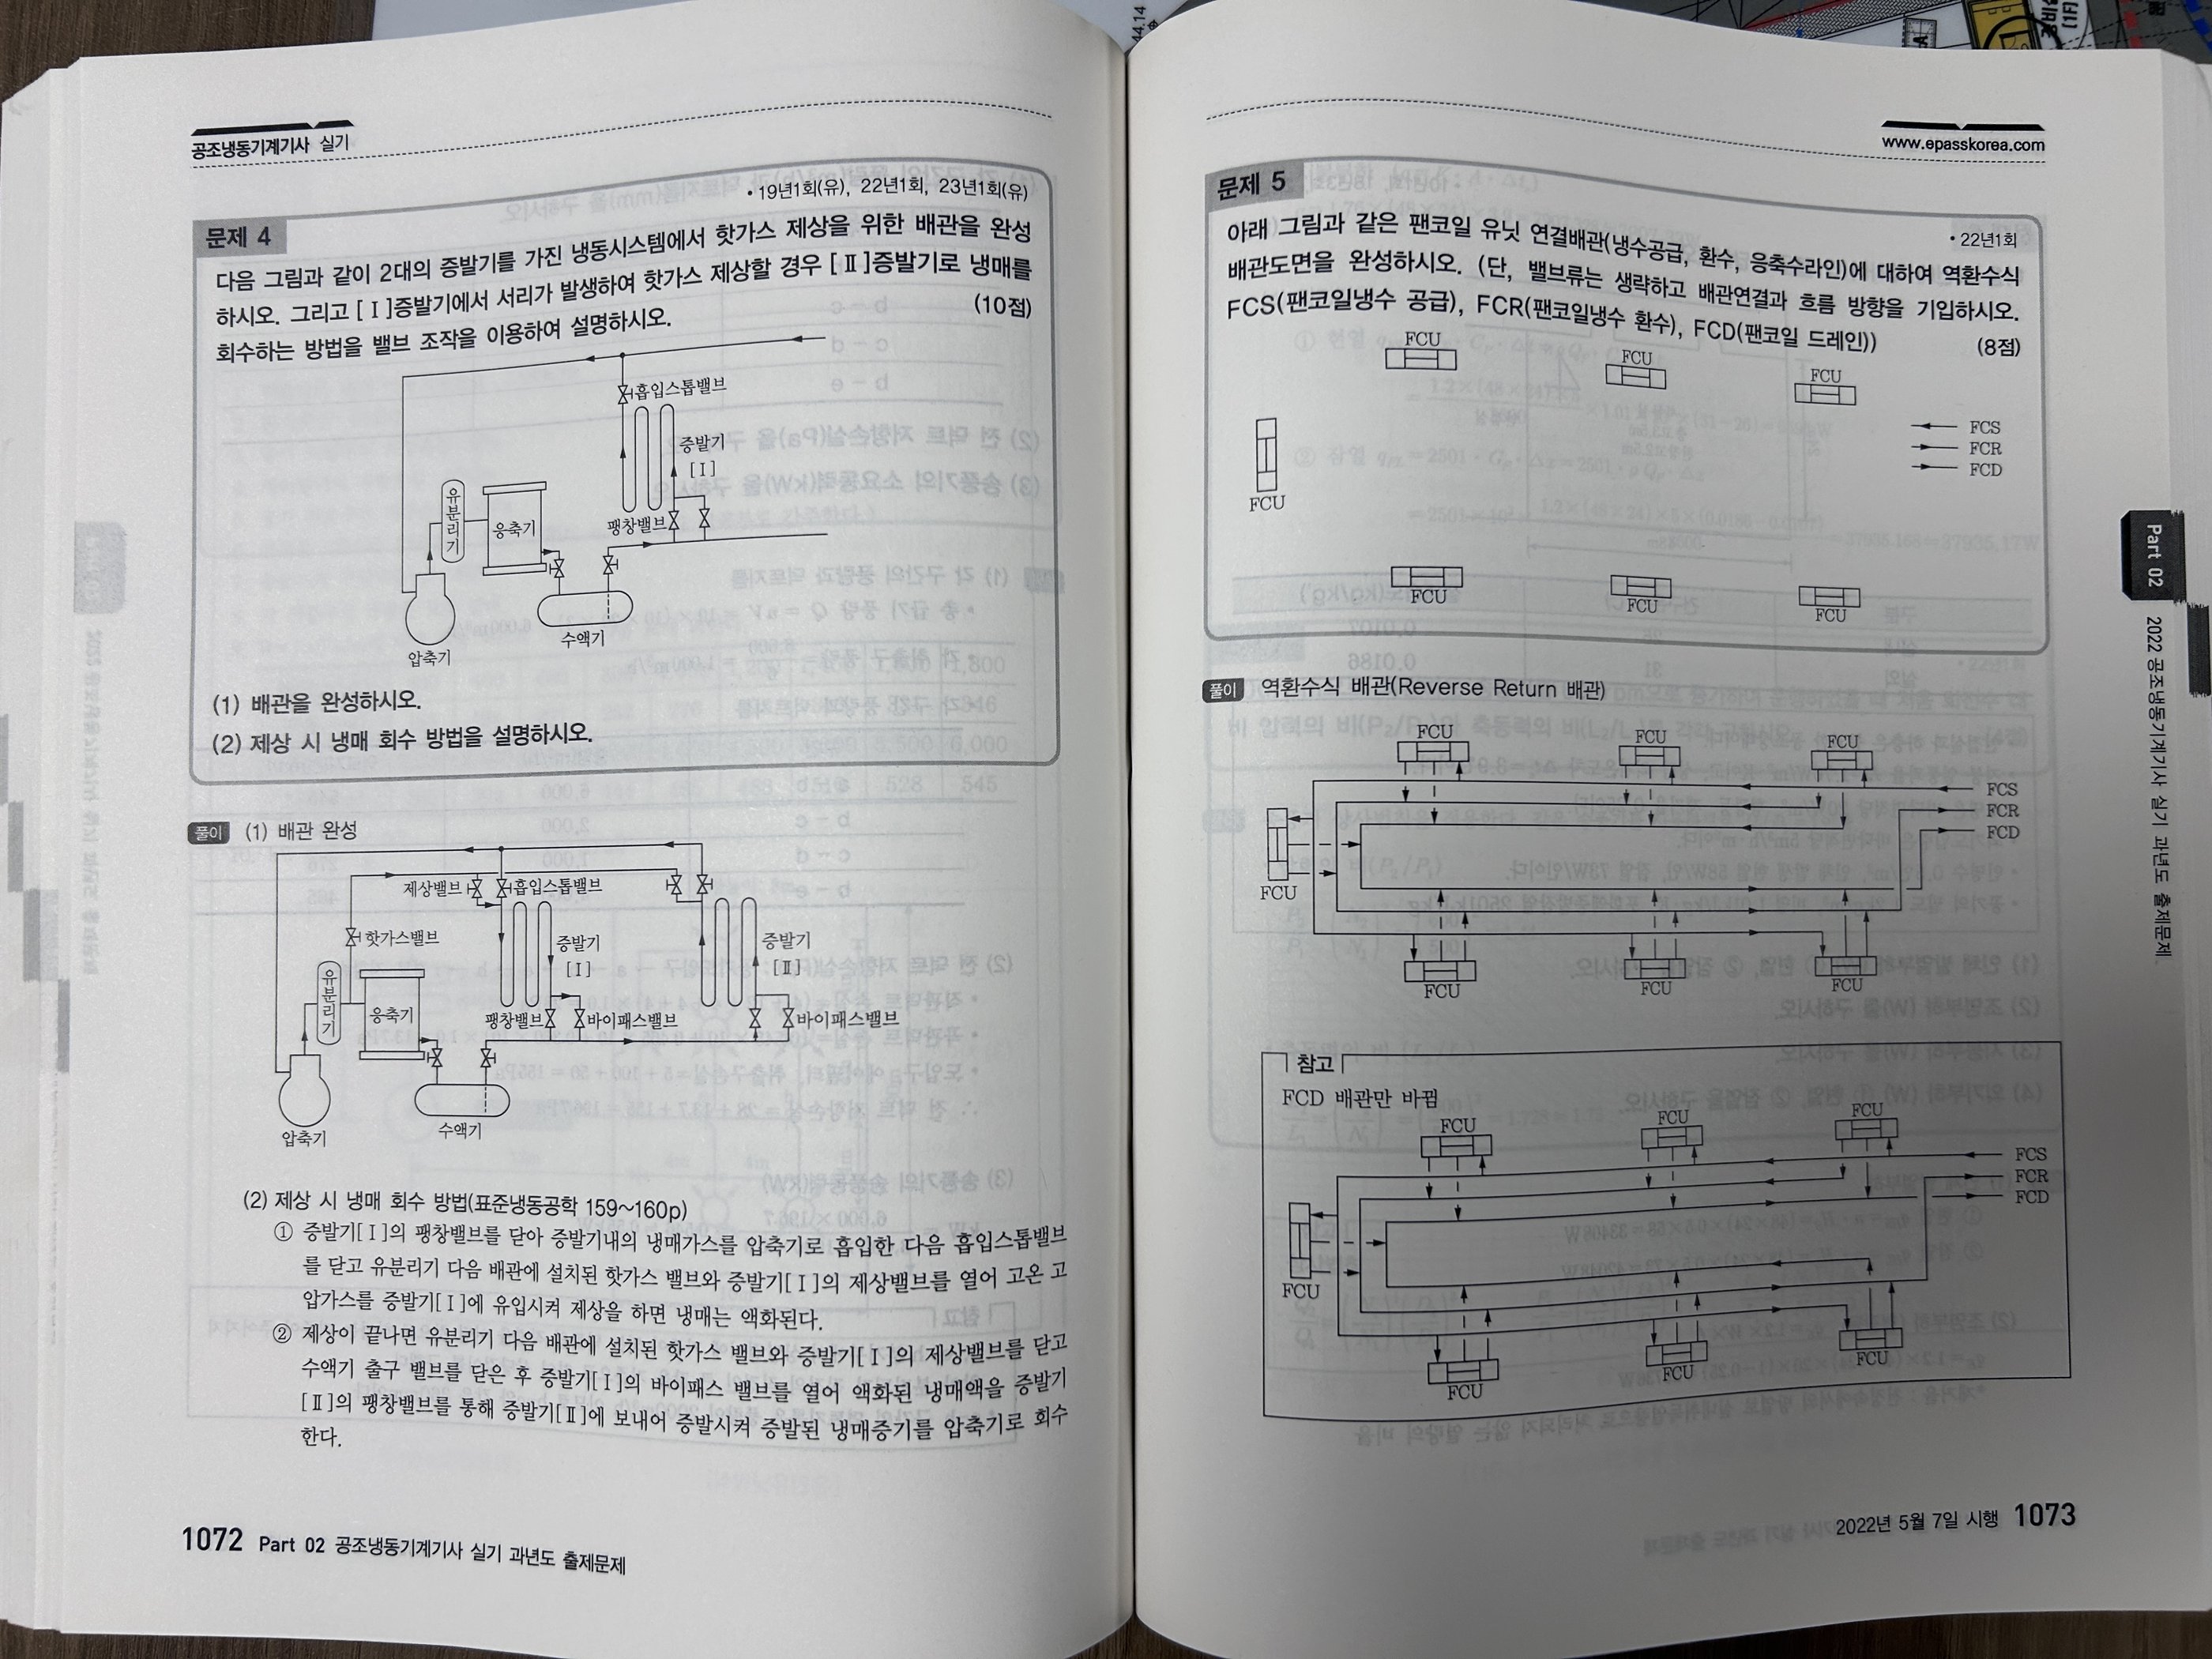 공조냉동기계기사 실기
• 19년1회(유), 22년1회, 23년1회(유)
문제 4
다음 그림과 같이 2대의 증발기를 가진 냉동시스템에서 핫가스 제상을 위한 배관을 완성
하시오. 그리고 [Ⅰ]증발기에서 서리가 발생하여 핫가스 제상할 경우 [Ⅱ]증발기로 냉매를
회수하는 방법을 밸브 조작을 이용하여 설명하시오. (10점)
흡입스톱밸브
증발기
[Ⅰ]
유분리기
응축기
팽창밸브
수액기
압축기
(1) 배관을 완성하시오.
(2) 제상 시 냉매 회수 방법을 설명하시오.
풀이 (1) 배관 완성
제상밸브
흡입스톱밸브
핫가스밸브
증발기
[Ⅰ]
증발기
[Ⅱ]
유분리기
응축기
팽창밸브
바이패스밸브
바이패스밸브
수액기
압축기
(2) 제상 시 냉매 회수 방법(표준냉동공학 159~160p)
① 증발기[Ⅰ]의 팽창밸브를 닫아 증발기내의 냉매가스를 압축기로 흡입한 다음 흡입스톱밸브
를 닫고 유분리기 다음 배관에 설치된 핫가스 밸브와 증발기[Ⅰ]의 제상밸브를 열어 고온 고
압가스를 증발기[Ⅰ]에 유입시켜 제상을 하면 냉매는 액화된다.
② 제상이 끝나면 유분리기 다음 배관에 설치된 핫가스 밸브와 증발기[Ⅰ]의 제상밸브를 닫고
수액기 출구 밸브를 닫은 후 증발기[Ⅰ]의 바이패스 밸브를 열어 액화된 냉매액을 증발기
[Ⅱ]의 팽창밸브를 통해 증발기[Ⅱ]에 보내어 증발시켜 증발된 냉매증기를 압축기로 회수
한다.
1072 Part 02 공조냉동기계기사 실기 과년도 출제문제
www.epasskorea.com
문제 5
• 22년1회
아래 그림과 같은 팬코일 유닛 연결배관(냉수공급, 환수, 응축수라인)에 대하여 역환수식
배관도면을 완성하시오. (단, 밸브류는 생략하고 배관연결과 흐름 방향을 기입하시오.
FCS(팬코일냉수 공급), FCR(팬코일냉수 환수), FCD(팬코일 드레인)) (8점)
FCU
FCU
FCU
FCS
FCR
FCD
FCU
FCU
FCU
FCU
풀이 역환수식 배관(Reverse Return 배관)
FCU
FCU
FCU
FCS
FCR
FCD
FCU
FCU
FCU
FCU
참고
FCD 배관만 바뀜
FCU
FCU
FCU
FCS
FCR
FCD
FCU
FCU
FCU
FCU
Part 02
2022 공조냉동기계기사 실기 과년도 출제문제
2022년 5월 7일 시행 1073